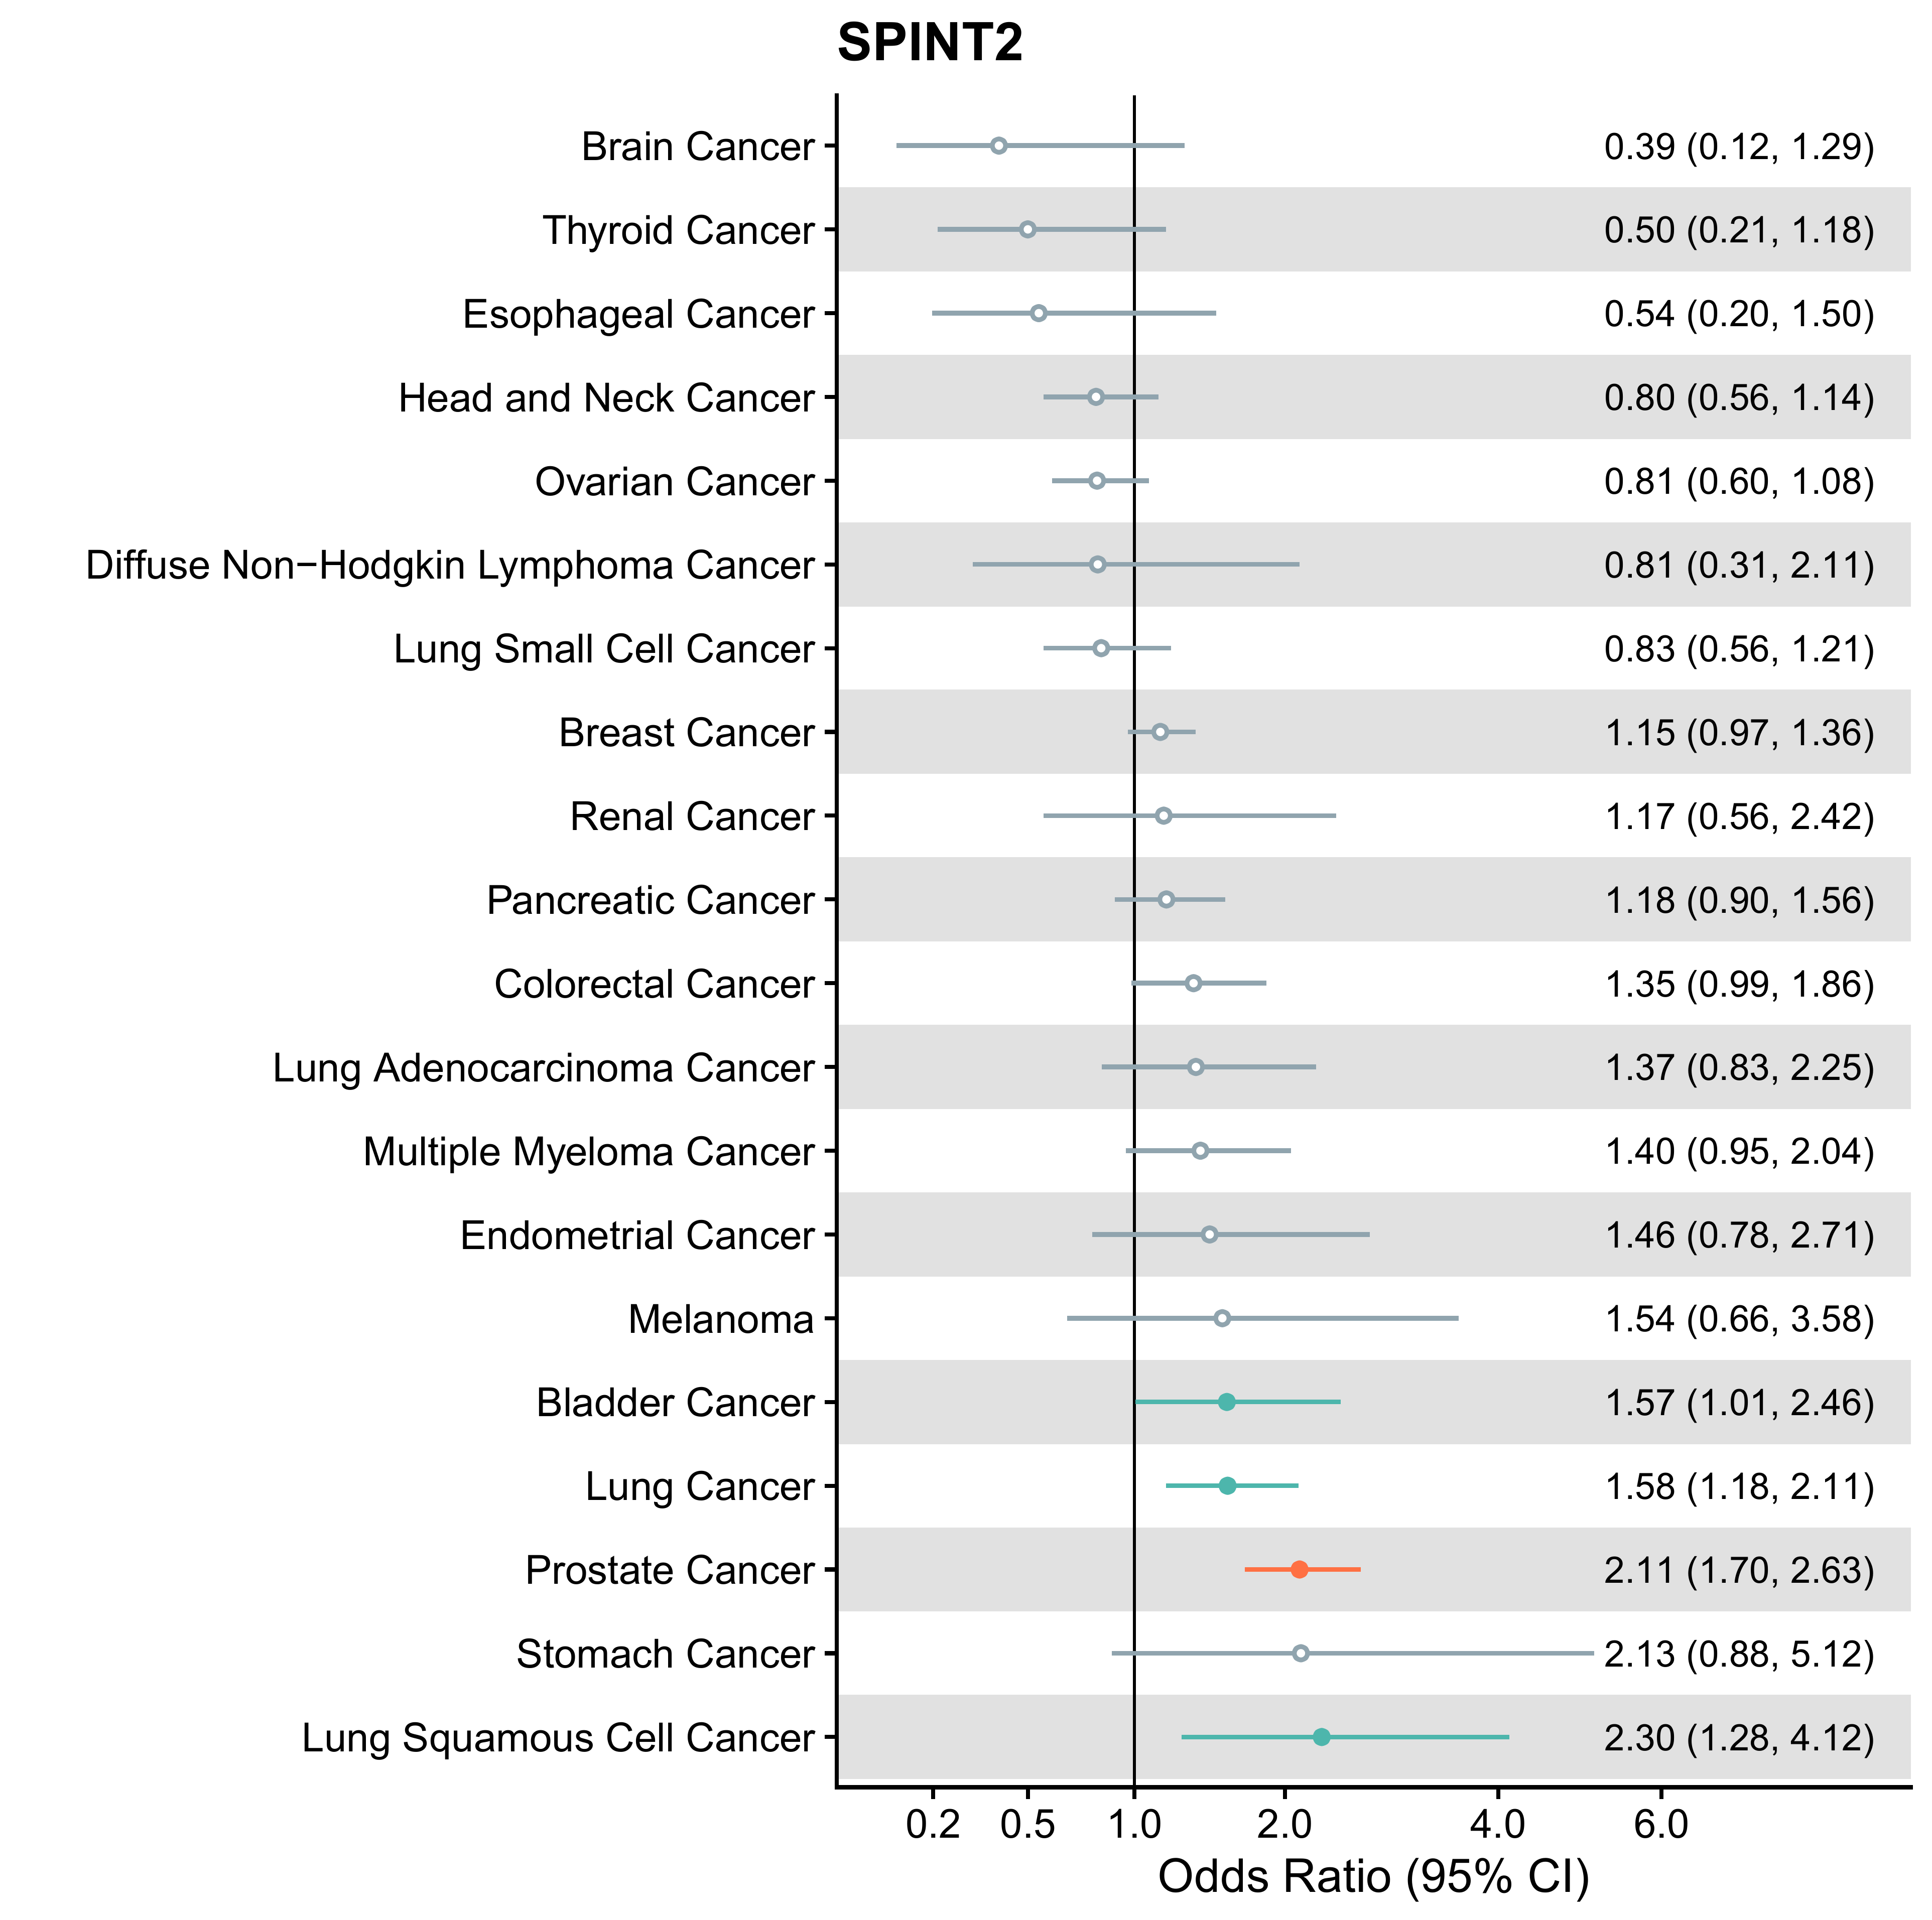 SPINT2
Brain Cancer 0.39 (0.12, 1.29)
Thyroid Cancer 0.50 (0.21, 1.18)
Esophageal Cancer 0.54 (0.20, 1.50)
Head and Neck Cancer 0.80 (0.56, 1.14)
Ovarian Cancer 0.81 (0.60, 1.08)
Diffuse Non−Hodgkin Lymphoma Cancer 0.81 (0.31, 2.11)
Lung Small Cell Cancer 0.83 (0.56, 1.21)
Breast Cancer 1.15 (0.97, 1.36)
Renal Cancer 1.17 (0.56, 2.42)
Pancreatic Cancer 1.18 (0.90, 1.56)
Colorectal Cancer 1.35 (0.99, 1.86)
Lung Adenocarcinoma Cancer 1.37 (0.83, 2.25)
Multiple Myeloma Cancer 1.40 (0.95, 2.04)
Endometrial Cancer 1.46 (0.78, 2.71)
Melanoma 1.54 (0.66, 3.58)
Bladder Cancer 1.57 (1.01, 2.46)
Lung Cancer 1.58 (1.18, 2.11)
Prostate Cancer 2.11 (1.70, 2.63)
Stomach Cancer 2.13 (0.88, 5.12)
Lung Squamous Cell Cancer 2.30 (1.28, 4.12)
0.2 0.5 1.0 2.0 4.0 6.0
Odds Ratio (95% CI)